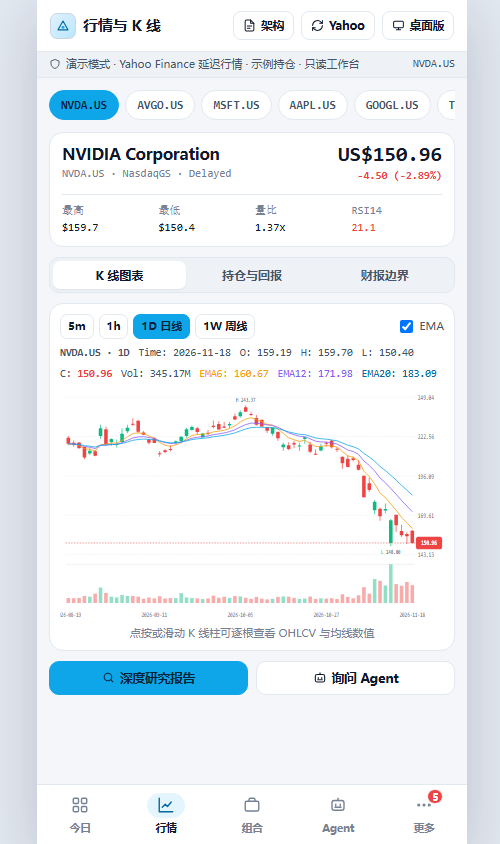 行情与 K 线
架构
Yahoo
桌面版
演示模式 · Yahoo Finance 延迟行情 · 示例持仓 · 只读工作台
NVDA.US
NVDA.US
AVGO.US
MSFT.US
AAPL.US
GOOGL.US
T
NVIDIA Corporation
US$150.96
NVDA.US · NasdaqGS · Delayed
-4.50 (-2.89%)
最高
最低
量比
RSI14
$159.7
$150.4
1.37x
21.1
K 线图表
持仓与回报
财报边界
5m
1h
1D 日线
1W 周线
EMA
NVDA.US · 1D Time: 2026-11-18 O: 159.19 H: 159.70 L: 150.40
C: 150.96 Vol: 345.17M EMA6: 160.67 EMA12: 171.98 EMA20: 183.09
249.04
222.56
196.09
169.61
150.96
143.13
2026-10-05
2026-10-27
2026-11-18
点按或滑动 K 线柱可逐根查看 OHLCV 与均线数值
深度研究报告
询问 Agent
今日
行情
组合
Agent
5
更多